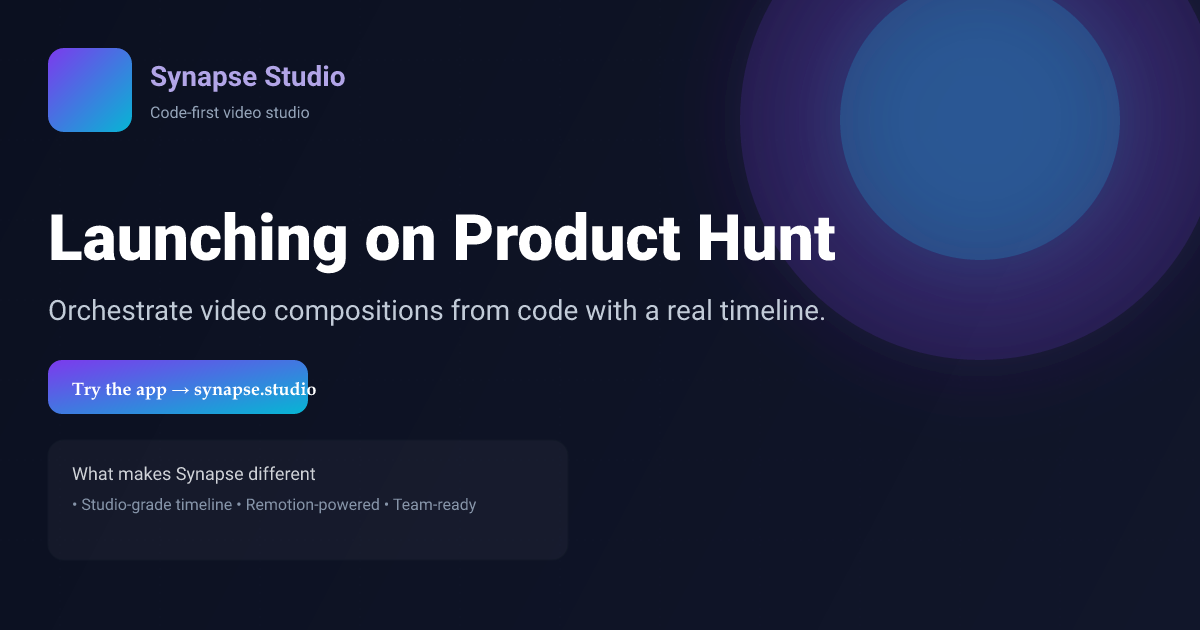 Synapse Studio
Code-first video studio
Launching on Product Hunt
Orchestrate video compositions from code with a real timeline.
Try the app → synapse.studio
What makes Synapse different
• Studio-grade timeline • Remotion-powered • Team-ready